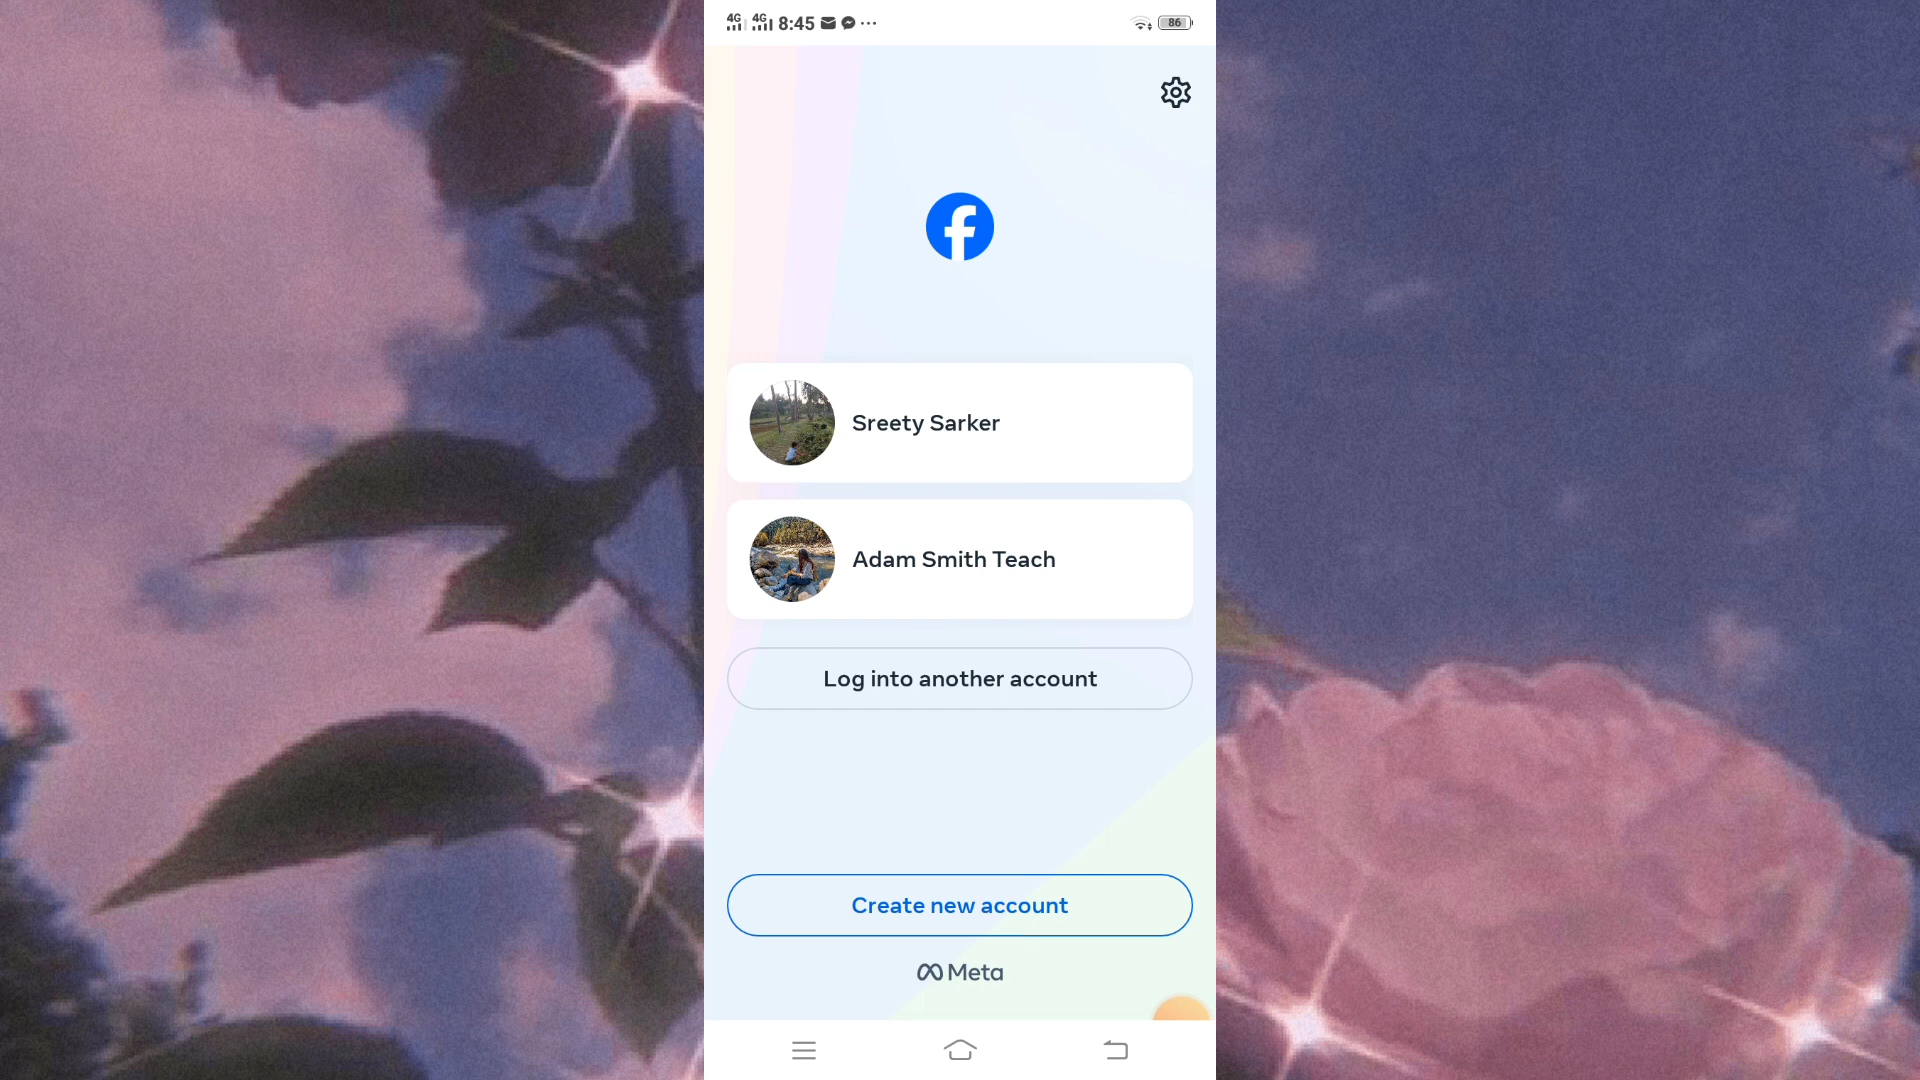 4G 4G 8:45 86
Sreety Sarker
Adam Smith Teach
Log into another account
Create new account
Meta